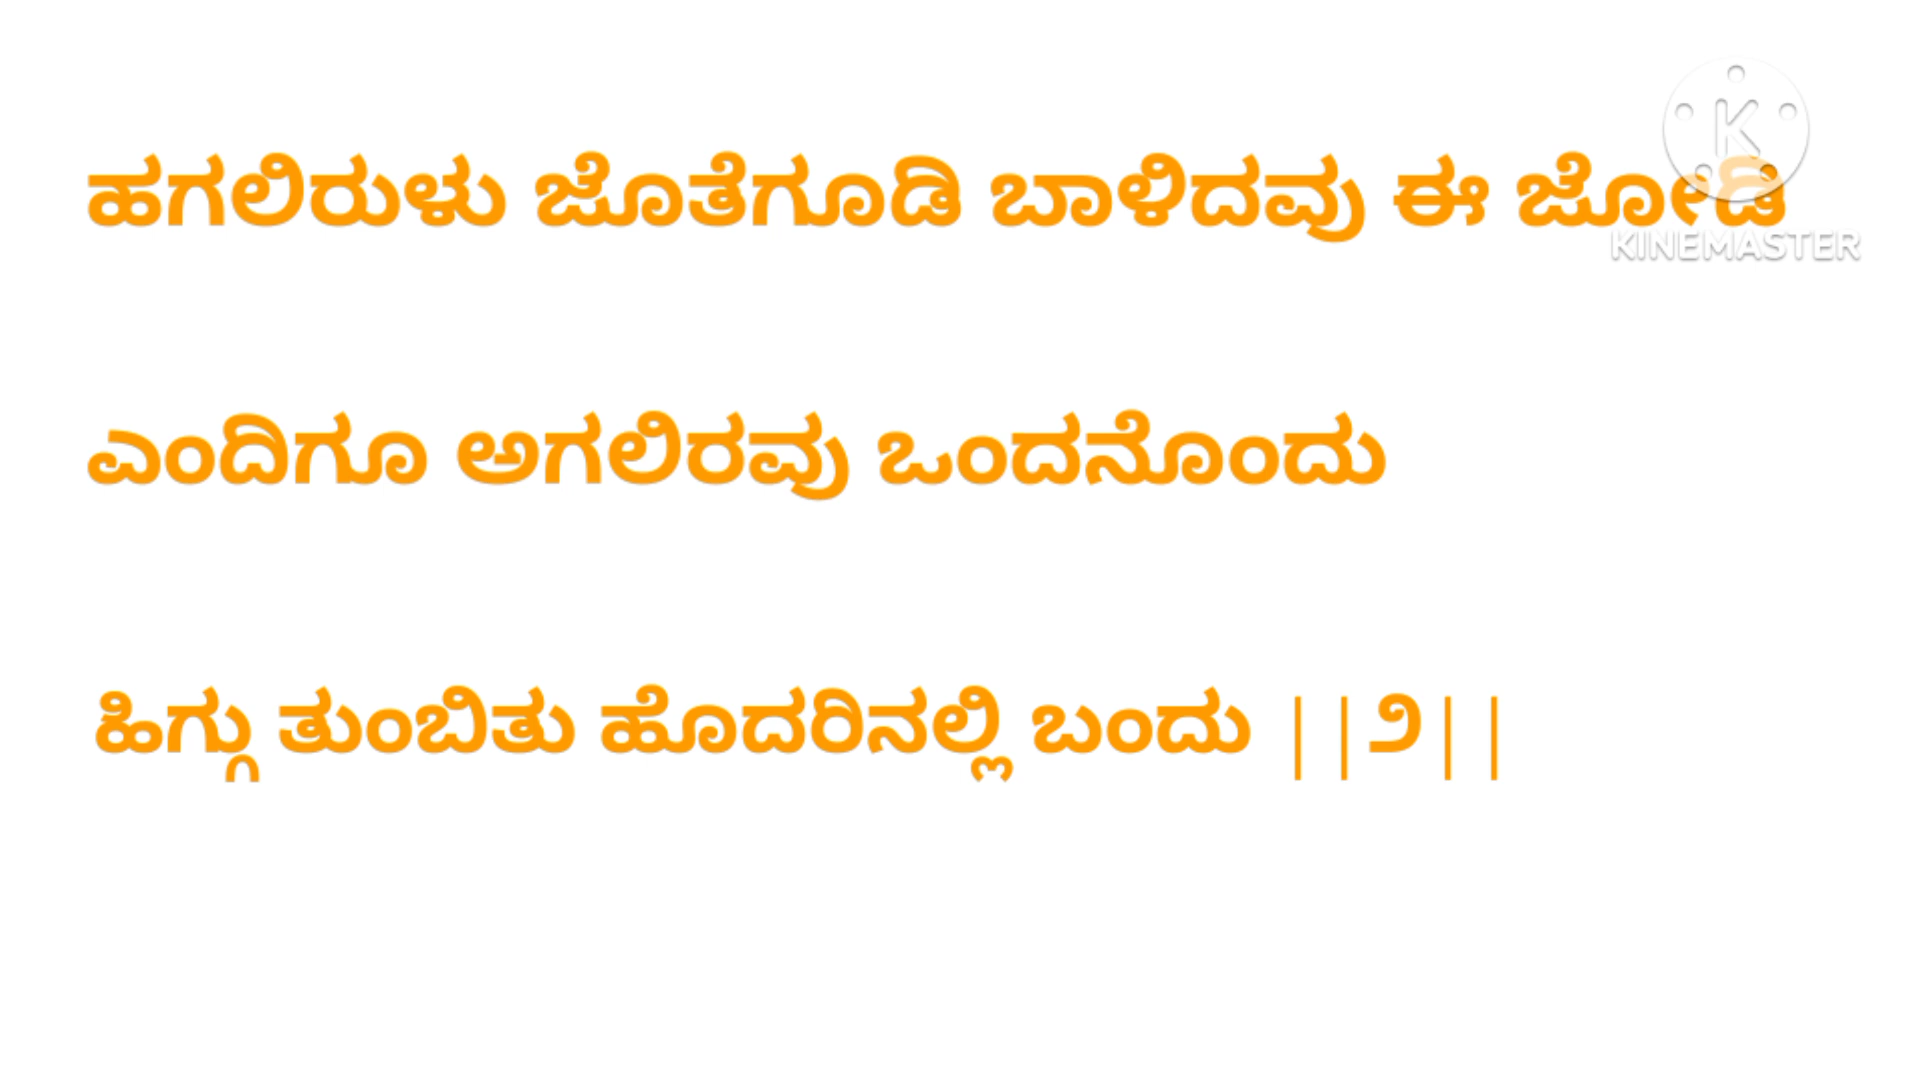 ಹಗಲಿರುಳು ಜೊತೆಗೂಡಿ ಬಾಳಿದವು ಈ ಜೋಡಿ
KINEMASTER
ಎಂದಿಗೂ ಅಗಲಿರವು ಒಂದನೊಂದು
ಹಿಗ್ಗು ತುಂಬಿತು ಹೊದರಿನಲ್ಲಿ ಬಂದು ||೨||